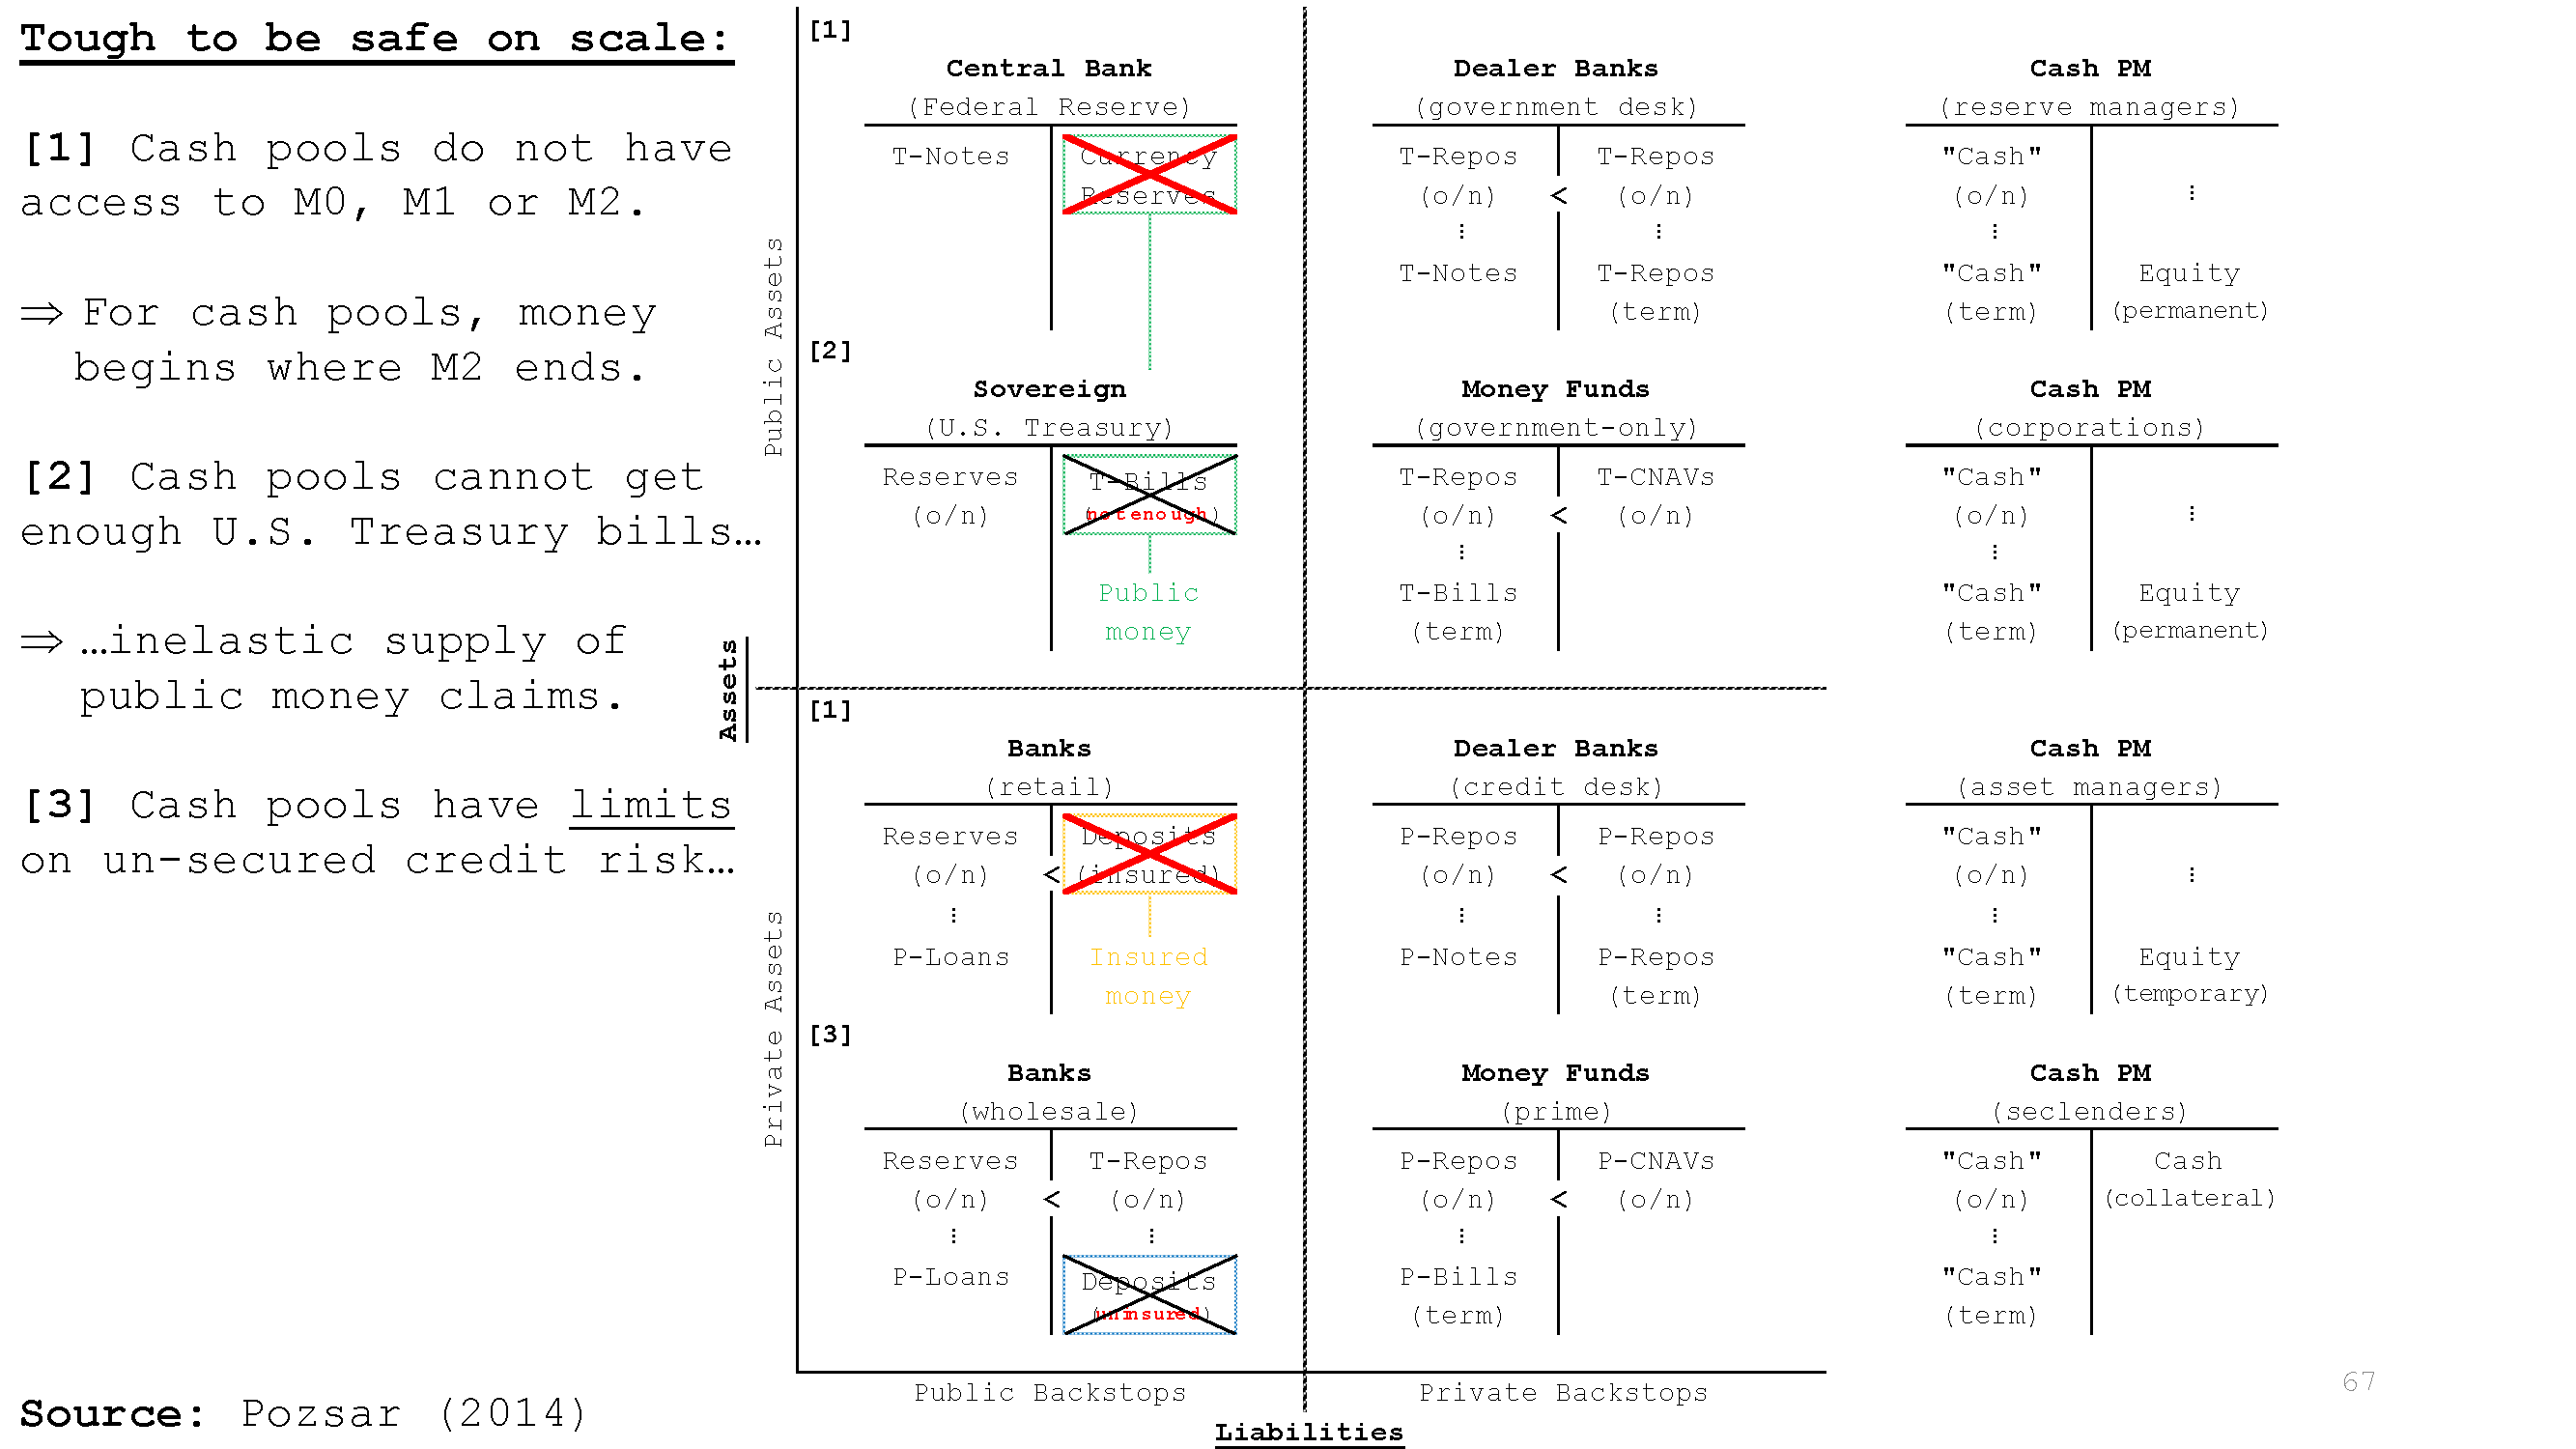 Tough to be safe on scale:
[1] Cash pools do not have
access to M0, M1 or M2.
⇒ For cash pools, money
begins where M2 ends.
[2] Cash pools cannot get
enough U.S. Treasury bills…
⇒ …inelastic supply of
public money claims.
[3] Cash pools have limits
on un-secured credit risk…
Source: Pozsar (2014)
Assets
Public Assets
Private Assets
[1]
Central Bank
(Federal Reserve)
T-Notes
Currency
Reserves
Dealer Banks
(government desk)
T-Repos T-Repos
(o/n) < (o/n)
⋮ ⋮
T-Notes T-Repos
(term)
Cash PM
(reserve managers)
"Cash"
(o/n) ⋮
⋮
"Cash" Equity
(term) (permanent)
[2]
Sovereign
(U.S. Treasury)
Reserves T-Bills
(o/n) (not enough)
Public
money
Money Funds
(government-only)
T-Repos T-CNAVs
(o/n) < (o/n)
⋮
T-Bills
(term)
Cash PM
(corporations)
"Cash"
(o/n) ⋮
⋮
"Cash" Equity
(term) (permanent)
[1]
Banks
(retail)
Reserves Deposits
(o/n) < (insured)
⋮
P-Loans Insured
money
Dealer Banks
(credit desk)
P-Repos P-Repos
(o/n) < (o/n)
⋮ ⋮
P-Notes P-Repos
(term)
Cash PM
(asset managers)
"Cash"
(o/n) ⋮
⋮
"Cash" Equity
(term) (temporary)
[3]
Banks
(wholesale)
Reserves T-Repos
(o/n) < (o/n)
⋮ ⋮
P-Loans Deposits
(uninsured)
Money Funds
(prime)
P-Repos P-CNAVs
(o/n) < (o/n)
⋮
P-Bills
(term)
Cash PM
(seclenders)
"Cash" Cash
(o/n) (collateral)
⋮
"Cash"
(term)
Public Backstops
Private Backstops
Liabilities
67